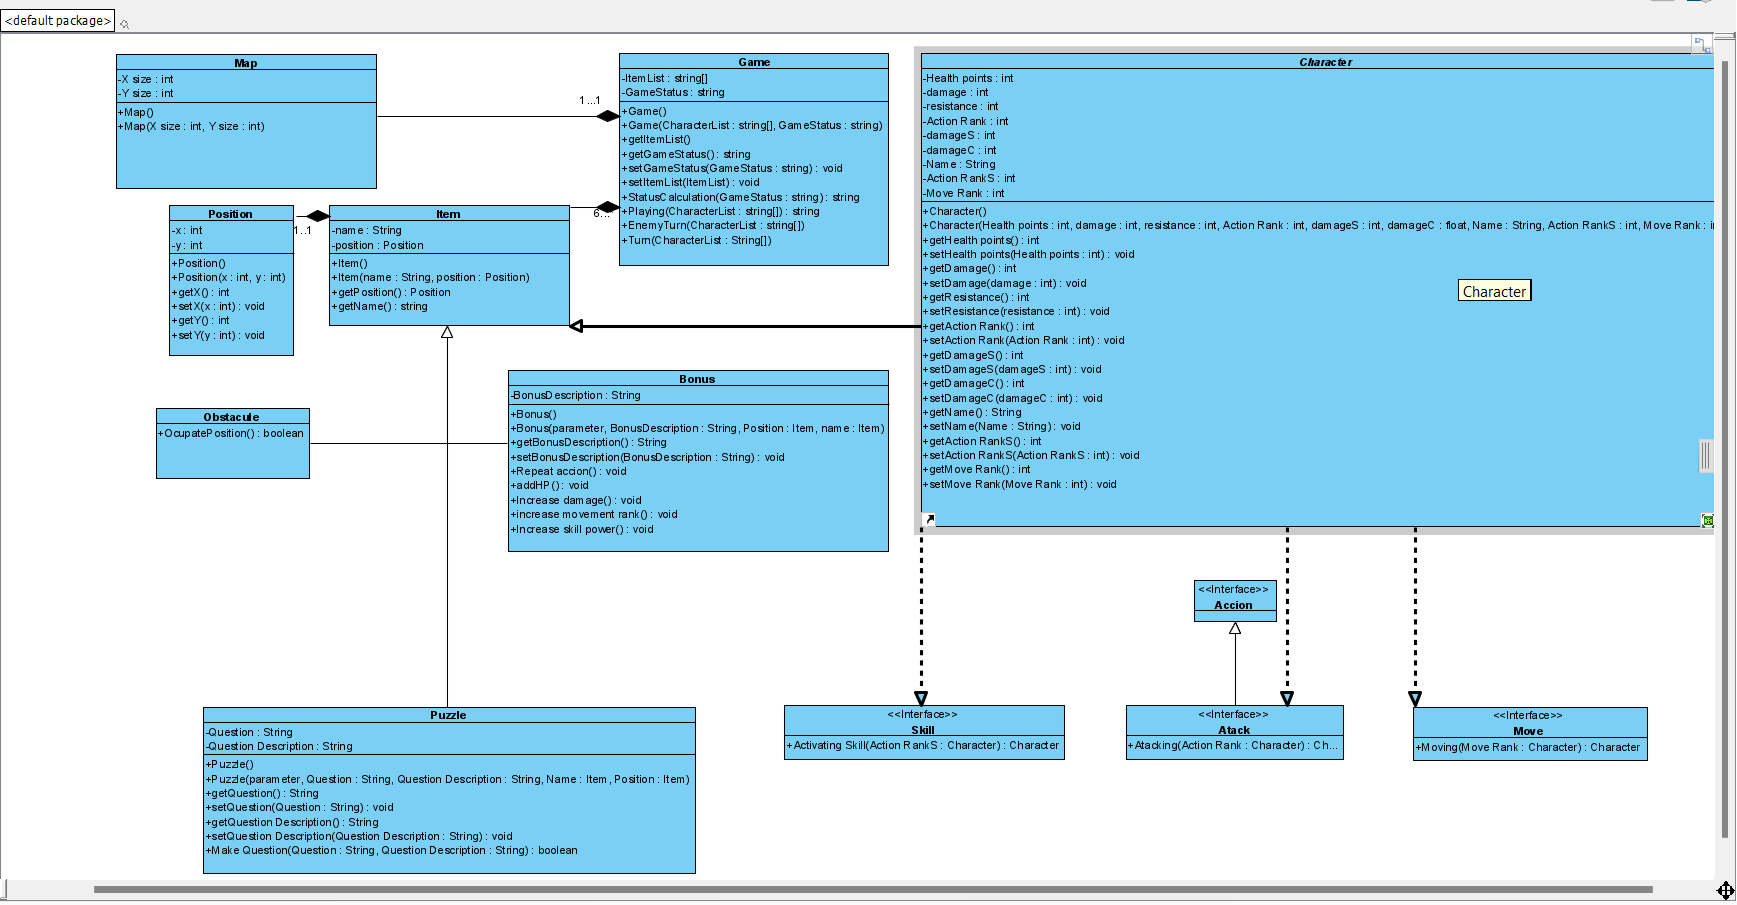 <default package>
Map
-X size : int
-Y size : int
+Map()
+Map(X size : int, Y size : int)
1...1
Game
-ItemList : string[]
-GameStatus : string
+Game()
+Game(CharacterList : string[], GameStatus : string)
+getItemList()
+getGameStatus() : string
+setGameStatus(GameStatus : string) : void
+setItemList(ItemList) : void
+StatusCalculation(GameStatus : string) : string
+Playing(CharacterList : string[]) : string
+EnemyTurn(CharacterList : string[])
+Turn(CharacterList : String[])
6...
Position
-x : int
-y : int
+Position()
+Position(x : int, y : int)
+getX() : int
+setX(x : int) : void
+getY() : int
+setY(y : int) : void
1..1
Item
-name : String
-position : Position
+Item()
+Item(name : String, position : Position)
+getPosition() : Position
+getName() : string
Character
-Health points : int
-damage : int
-resistance : int
-Action Rank : int
-damageS : int
-damageC : int
-Name : String
-Action RankS : int
-Move Rank : int
+Character()
+Character(Health points : int, damage : int, resistance : int, Action Rank : int, damageS : int, damageC : float, Name : String, Action RankS : int, Move Rank : i
+getHealth points() : int
+setHealth points(Health points : int) : void
+getDamage() : int
+setDamage(damage : int) : void
+getResistance() : int
+setResistance(resistance : int) : void
+getAction Rank() : int
+setAction Rank(Action Rank : int) : void
+getDamageS() : int
+setDamageS(damageS : int) : void
+getDamageC() : int
+setDamageC(damageC : int) : void
+getName() : String
+setName(Name : String) : void
+getAction RankS() : int
+setAction RankS(Action RankS : int) : void
+getMove Rank() : int
+setMove Rank(Move Rank : int) : void
Character
Obstacule
+OcupatePosition() : boolean
Bonus
-BonusDescription : String
+Bonus()
+Bonus(parameter, BonusDescription : String, Position : Item, name : Item)
+getBonusDescription() : String
+setBonusDescription(BonusDescription : String) : void
+Repeat accion() : void
+addHP() : void
+Increase damage() : void
+increase movement rank() : void
+Increase skill power() : void
<<Interface>>
Accion
Puzzle
-Question : String
-Question Description : String
+Puzzle()
+Puzzle(parameter, Question : String, Question Description : String, Name : Item, Position : Item)
+getQuestion() : String
+setQuestion(Question : String) : void
+getQuestion Description() : String
+setQuestion Description(Question Description : String) : void
+Make Question(Question : String, Question Description : String) : boolean
<<Interface>>
Skill
+Activating Skill(Action RankS : Character) : Character
<<Interface>>
Atack
+Atacking(Action Rank : Character) : Ch...
<<Interface>>
Move
+Moving(Move Rank : Character) : Character